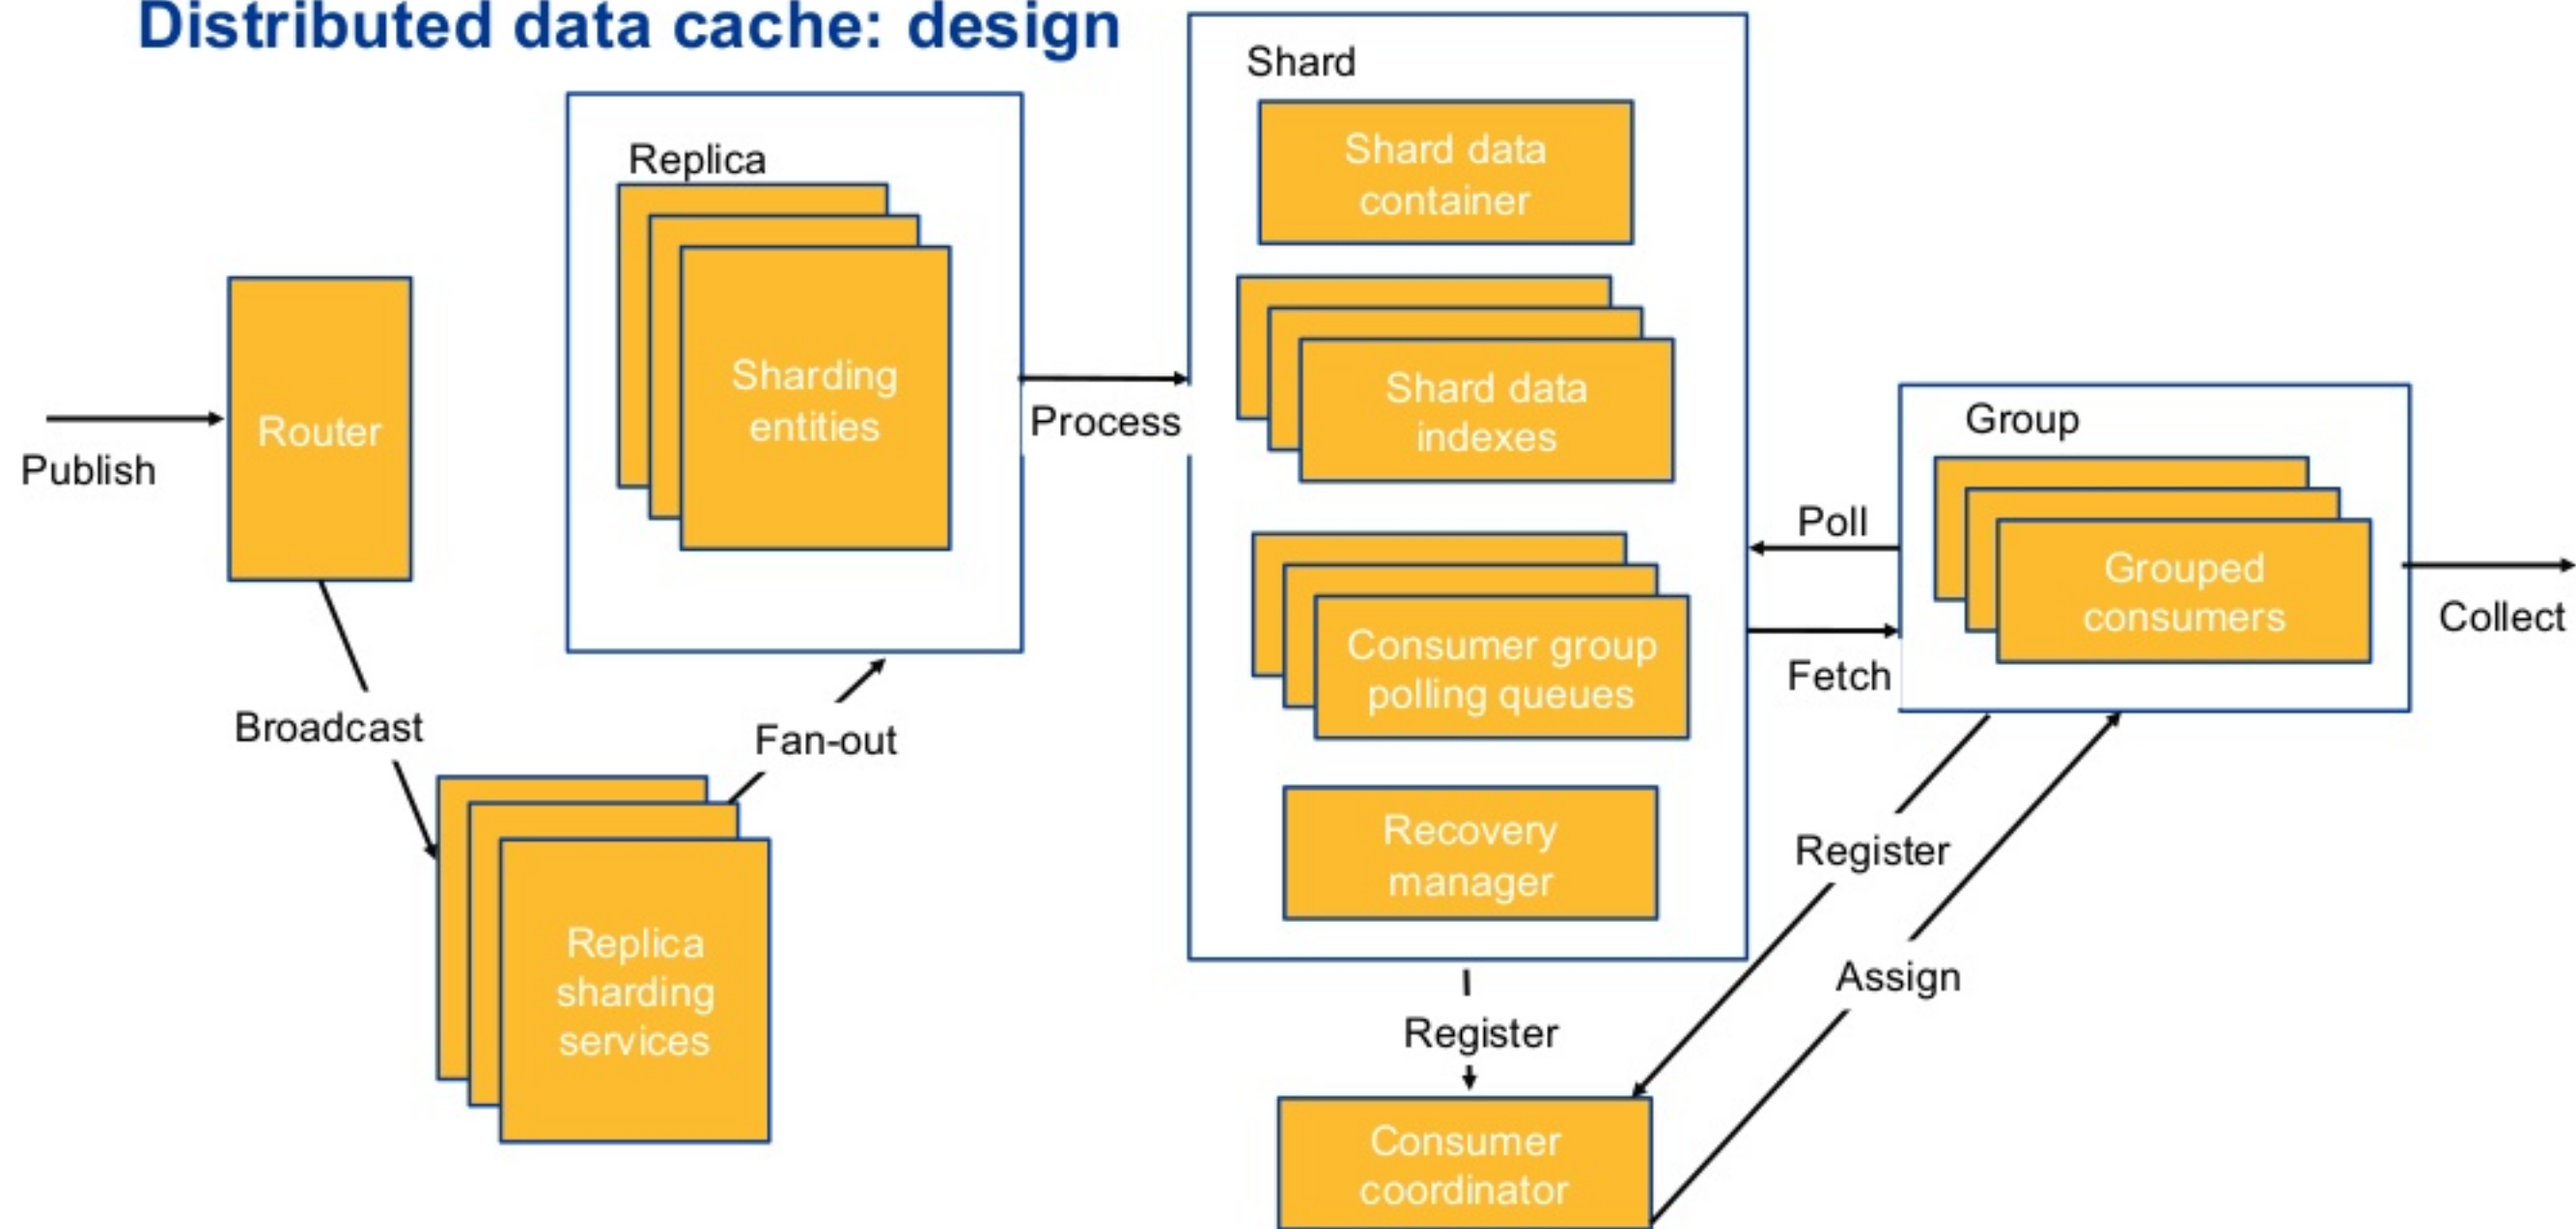 Distributed data cache: design
Publish
Router
Broadcast
Replica
sharding
services
Fan-out
Replica
Sharding
entities
Process
Shard
Shard data
container
Shard data
indexes
Consumer group
polling queues
Recovery
manager
Register
Consumer
coordinator
Poll
Fetch
Group
Grouped
consumers
Collect
Register
Assign